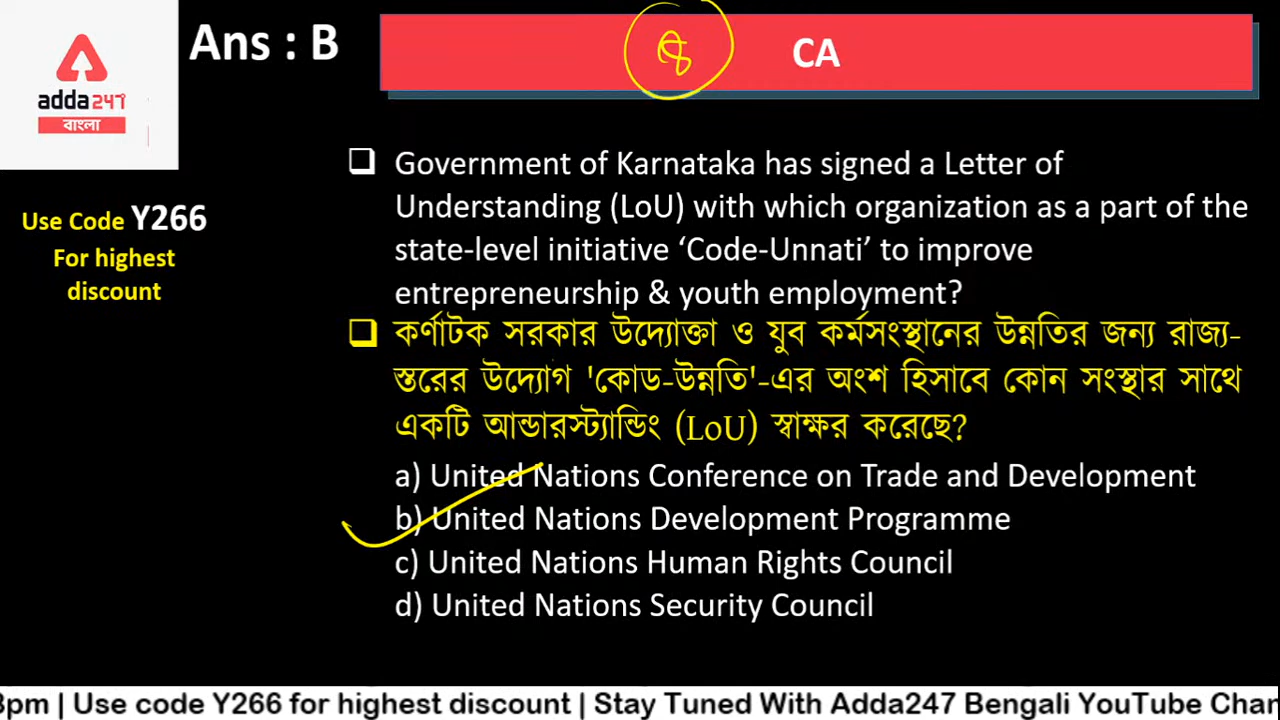 Ans : B
CA
adda247
বাংলা
Use Code Y266
For highest
discount
❑ Government of Karnataka has signed a Letter of
Understanding (LoU) with which organization as a part of the
state-level initiative ‘Code-Unnati’ to improve
entrepreneurship & youth employment?
❑ কর্ণাটক সরকার উদ্যোক্তা ও যুব কর্মসংস্থানের উন্নতির জন্য রাজ্য-
স্তরের উদ্যোগ 'কোড-উন্নতি'-এর অংশ হিসাবে কোন সংস্থার সাথে
একটি আন্ডারস্ট্যান্ডিং (LoU) স্বাক্ষর করেছে?
a) United Nations Conference on Trade and Development
b) United Nations Development Programme
c) United Nations Human Rights Council
d) United Nations Security Council
3pm | Use code Y266 for highest discount | Stay Tuned With Adda247 Bengali YouTube Chan